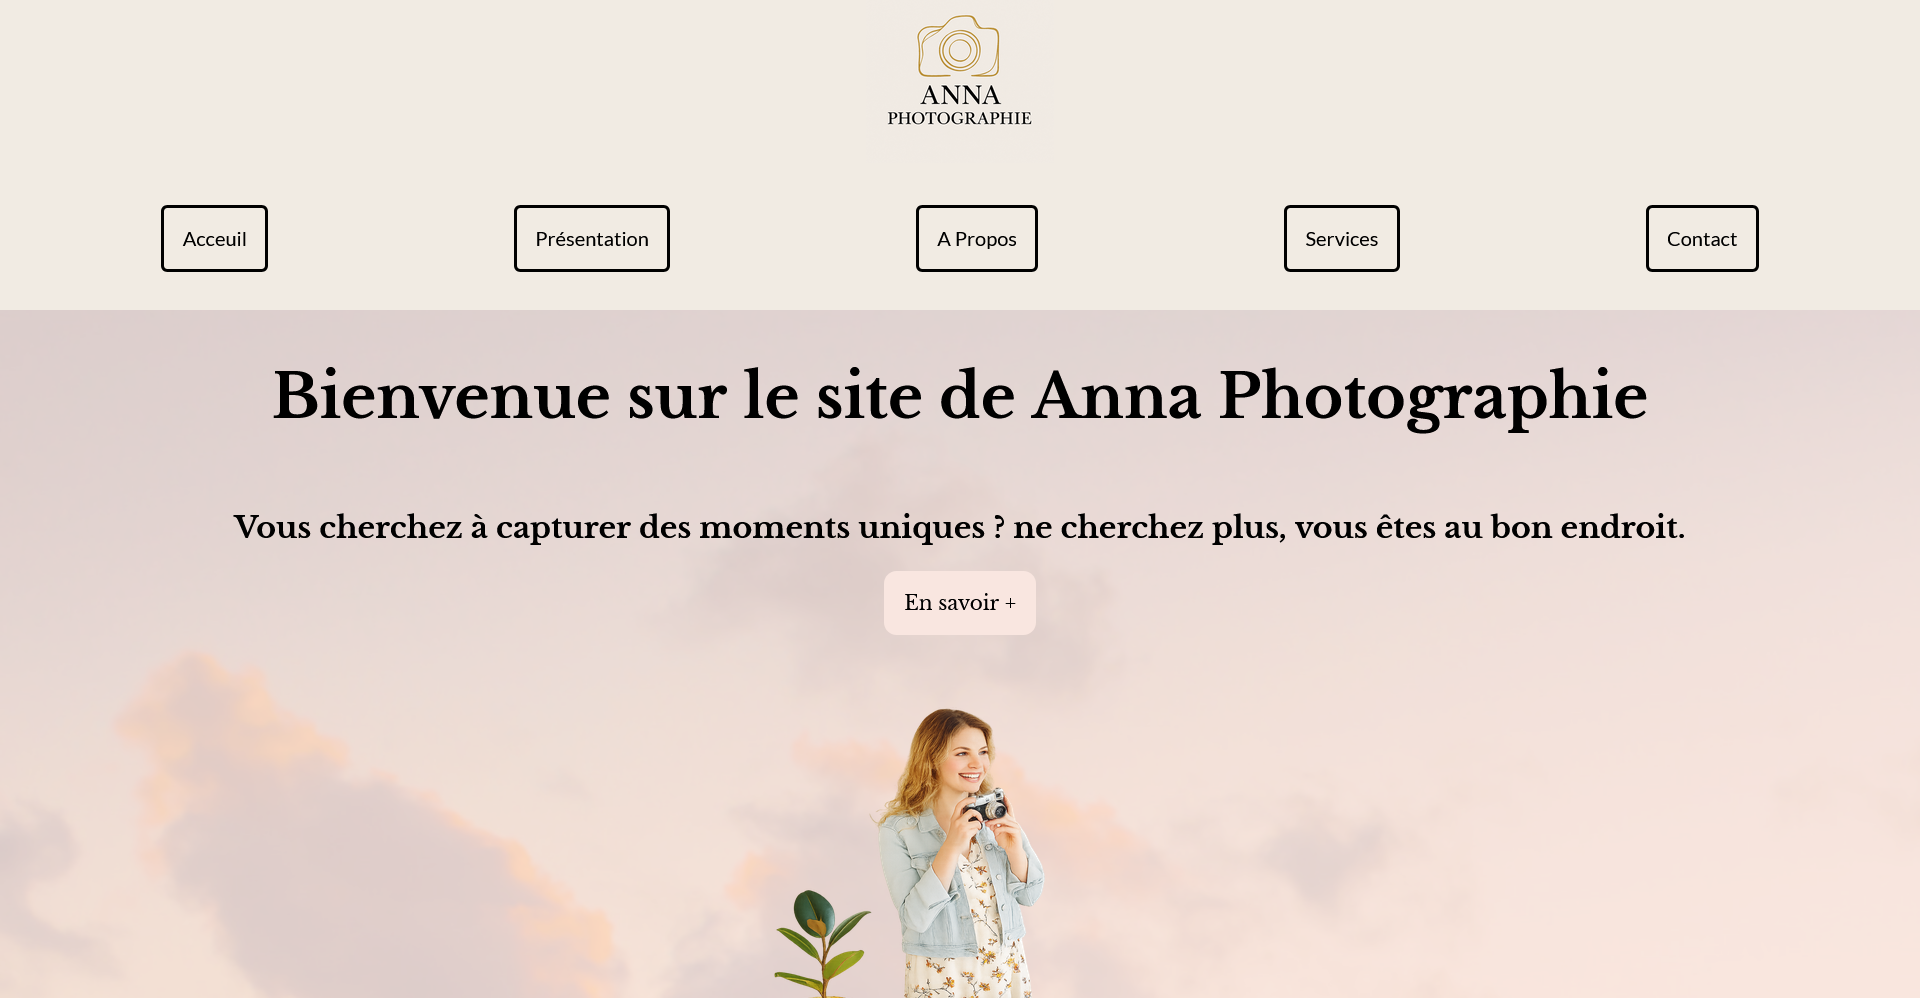 ANNA
PHOTOGRAPHIE
Acceuil
Présentation
A Propos
Services
Contact
Bienvenue sur le site de Anna Photographie
Vous cherchez à capturer des moments uniques ? ne cherchez plus, vous êtes au bon endroit.
En savoir +